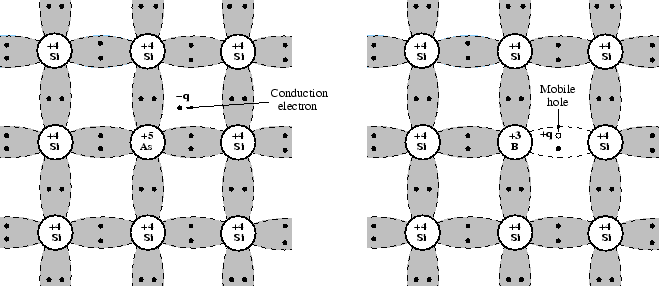 +4 Si
+4 Si
+4 Si
−q
Conduction
electron
+4 Si
+5 As
+4 Si
+4 Si
+4 Si
+4 Si
+4 Si
+4 Si
+4 Si
Mobile
hole
+q
+4 Si
+3 B
+4 Si
+4 Si
+4 Si
+4 Si